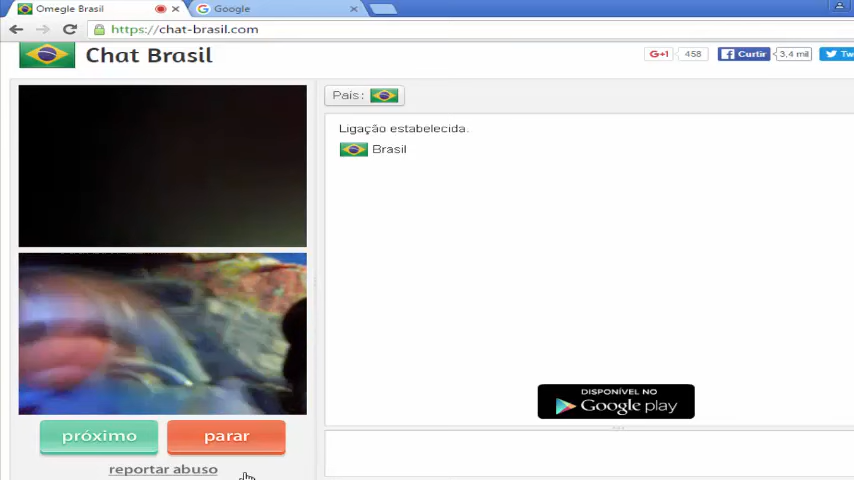 Omegle Brasil
Google
https://chat-brasil.com
Chat Brasil
G+1
458
Curtir
3,4 mil
País:
Ligação estabelecida.
Brasil
DISPONÍVEL NO
Google play
próximo
parar
reportar abuso